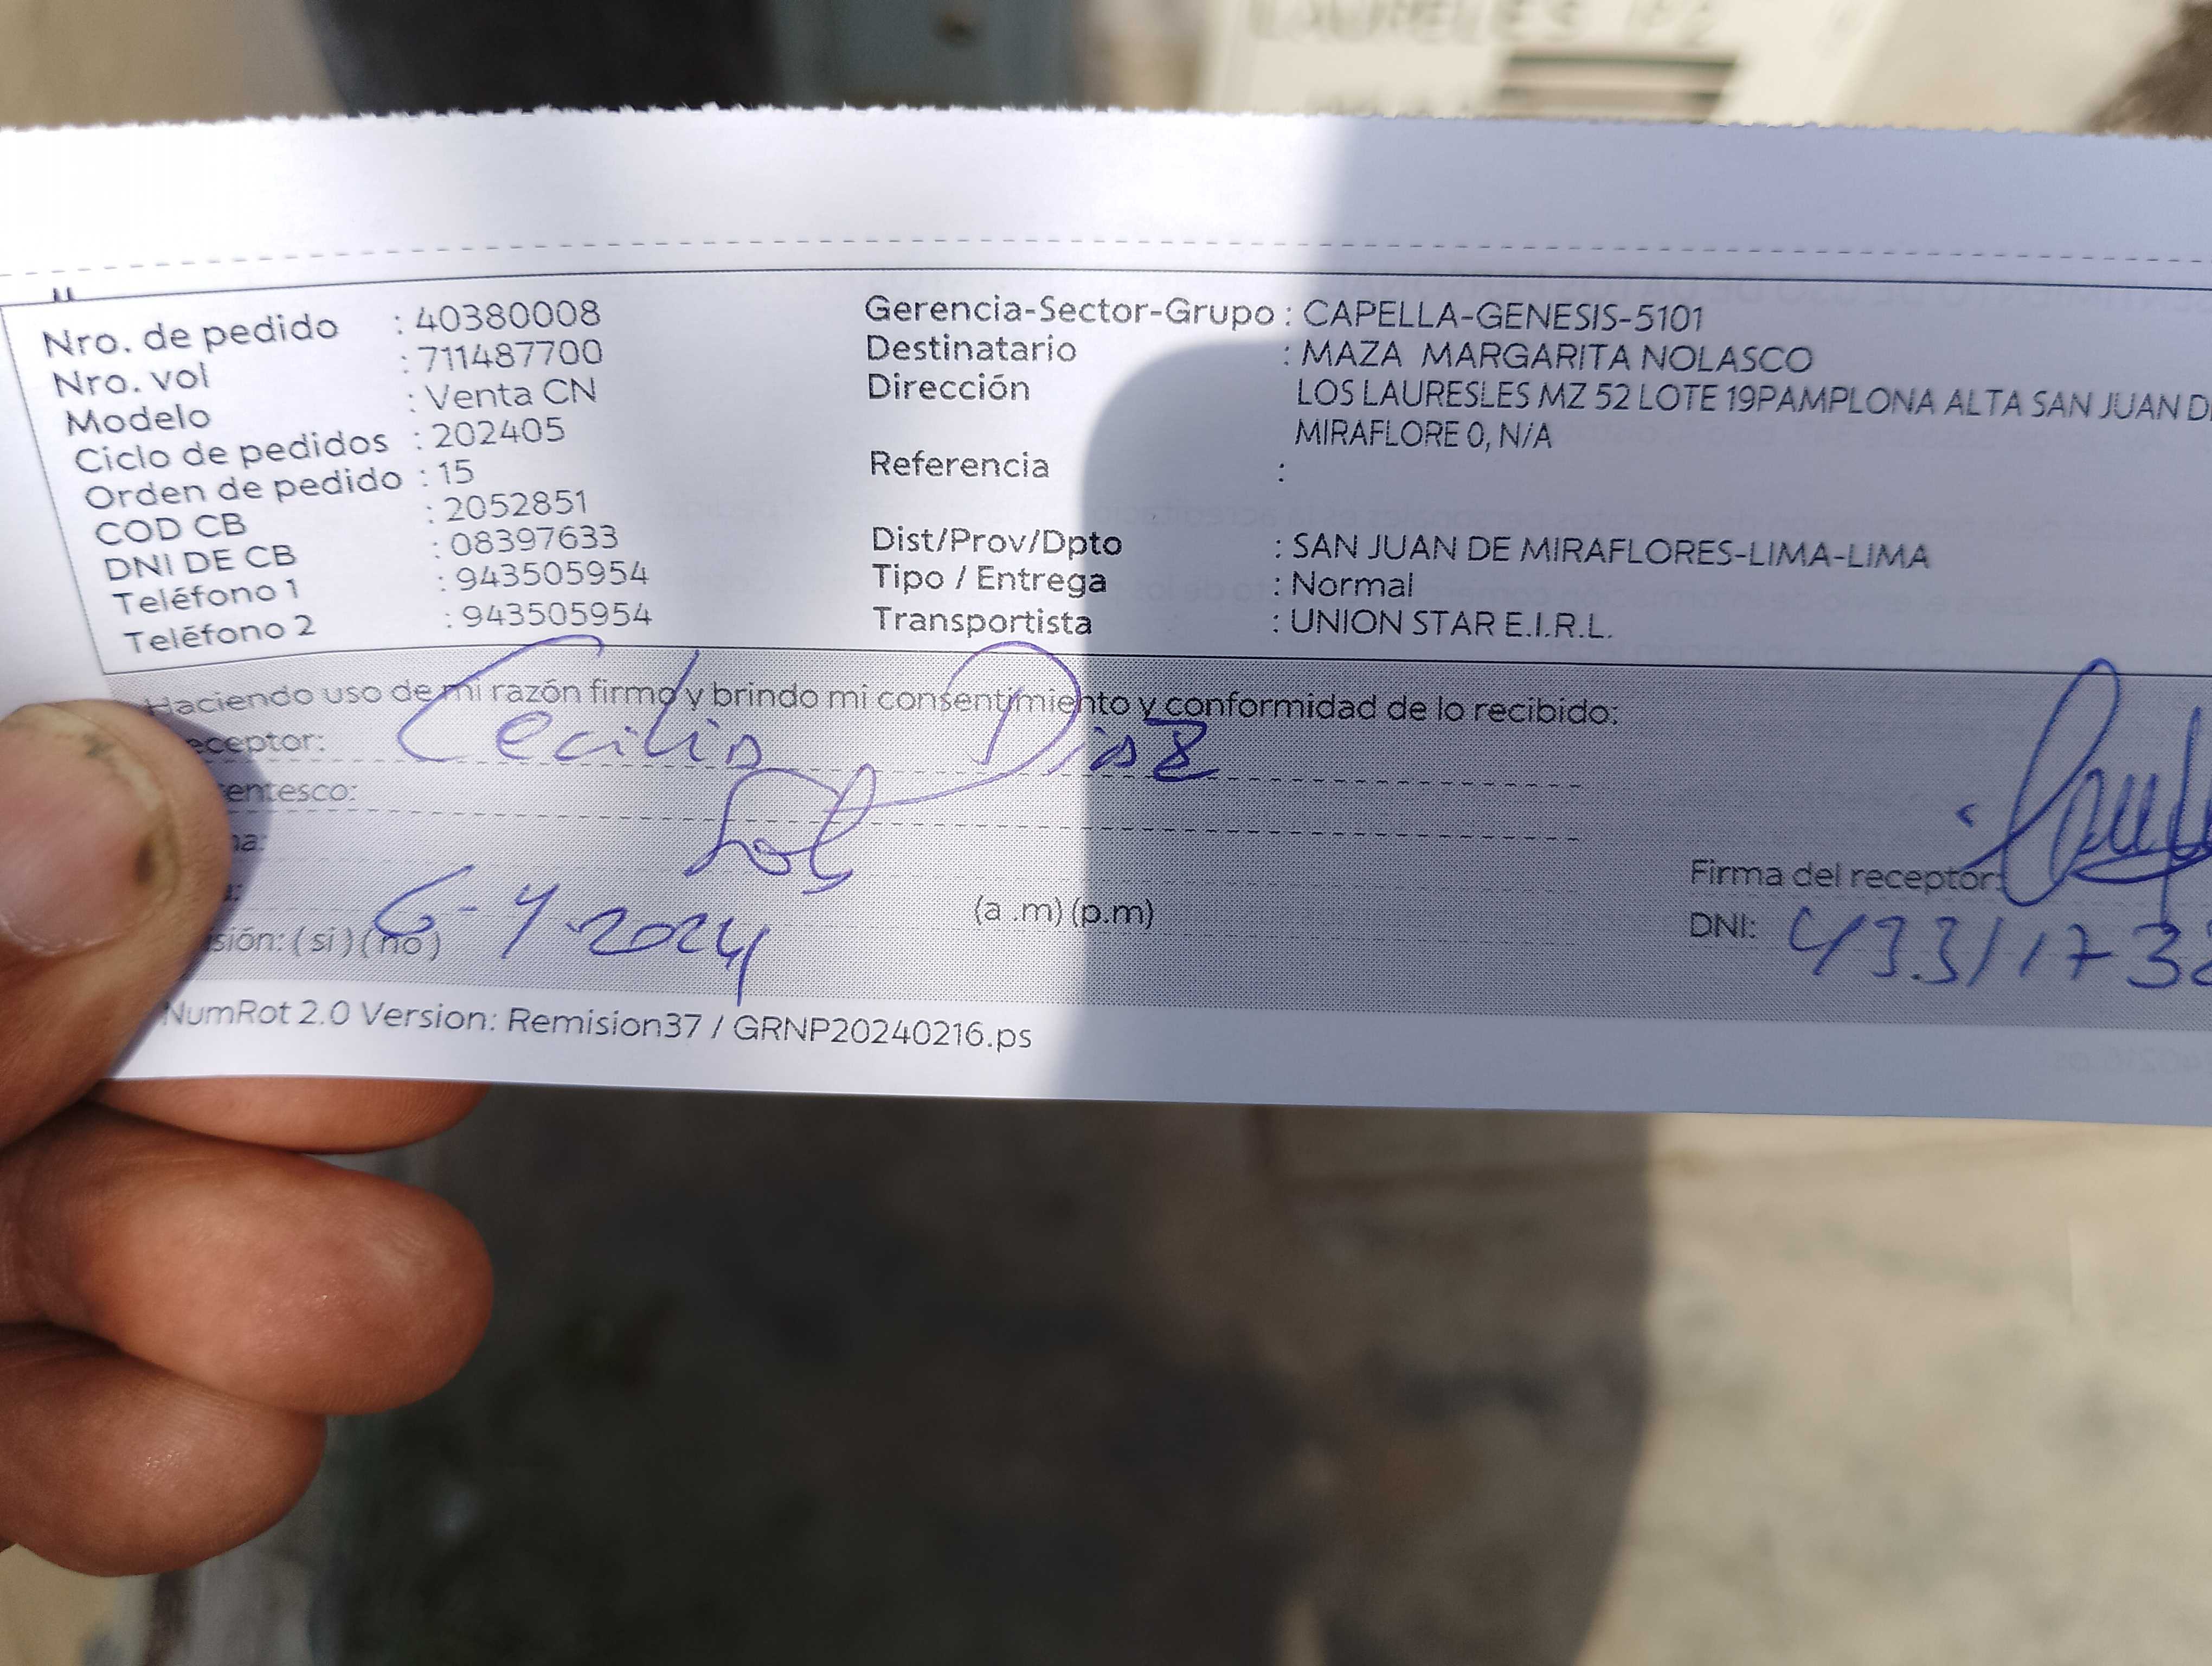 LAURELES
Nro. de pedido : 40380008
Nro. vol : 711487700
Modelo : Venta CN
Ciclo de pedidos : 202405
Orden de pedido : 15
COD CB : 2052851
DNI DE CB : 08397633
Teléfono 1 : 943505954
Teléfono 2 : 943505954
Gerencia-Sector-Grupo : CAPELLA-GENESIS-5101
Destinatario : MAZA MARGARITA NOLASCO
Dirección LOS LAURESLES MZ 52 LOTE 19PAMPLONA ALTA SAN JUAN D
MIRAFLORE 0, N/A
Referencia :
Dist/Prov/Dpto : SAN JUAN DE MIRAFLORES-LIMA-LIMA
Tipo / Entrega : Normal
Transportista : UNION STAR E.I.R.L.
Haciendo uso de mi razón firmo y brindo mi consentimiento y conformidad de lo recibido:
eceptor: Cecilia Diaz
entesco:
na:
(a .m) (p.m)
sión: ( si ) ( no ) 6-4-2024
Firma del receptor:
DNI: 4331173
NumRot 2.0 Version: Remision37 / GRNP20240216.ps